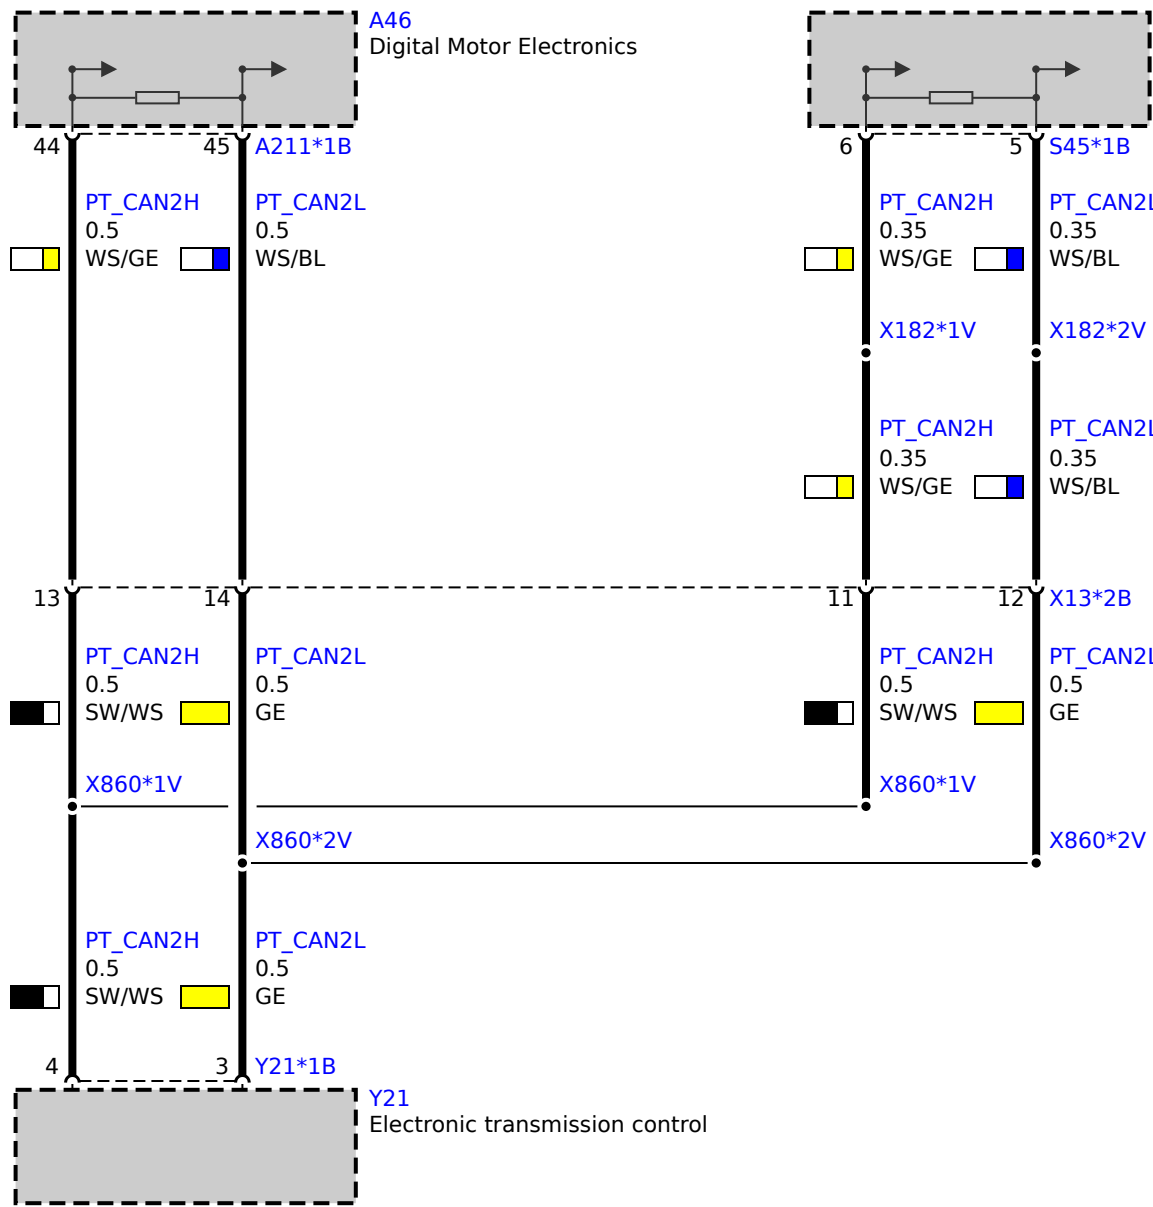 A46
Digital Motor Electronics
44 45 A211*1B 6 5 S45*1B
PT_CAN2H PT_CAN2L PT_CAN2H PT_CAN2L
0.5 0.5 0.35 0.35
WS/GE WS/BL WS/GE WS/BL
X182*1V X182*2V
PT_CAN2H PT_CAN2L
0.35 0.35
WS/GE WS/BL
13 14 11 12 X13*2B
PT_CAN2H PT_CAN2L PT_CAN2H PT_CAN2L
0.5 0.5 0.5 0.5
SW/WS GE SW/WS GE
X860*1V X860*1V
X860*2V X860*2V
PT_CAN2H PT_CAN2L
0.5 0.5
SW/WS GE
4 3 Y21*1B
Y21
Electronic transmission control